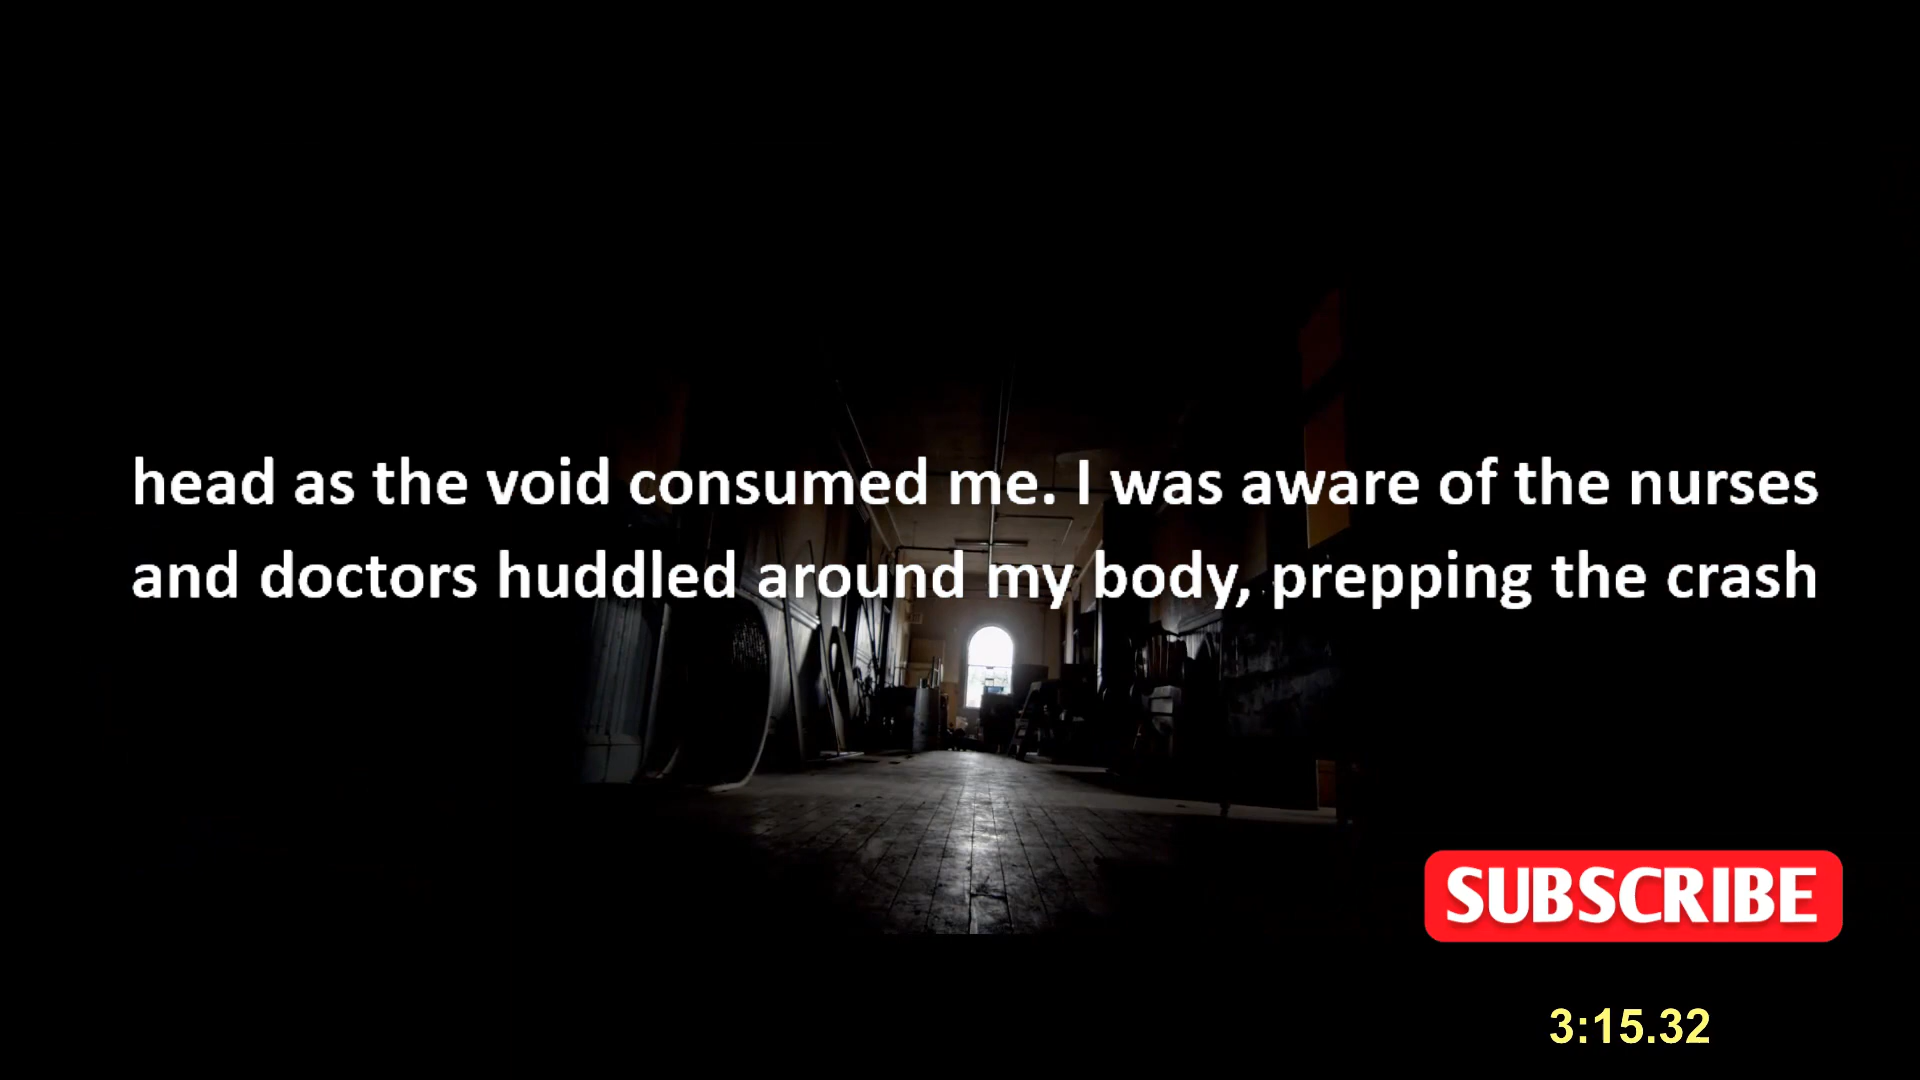 head as the void consumed me. I was aware of the nurses
and doctors huddled around my body, prepping the crash
SUBSCRIBE
3:15.32